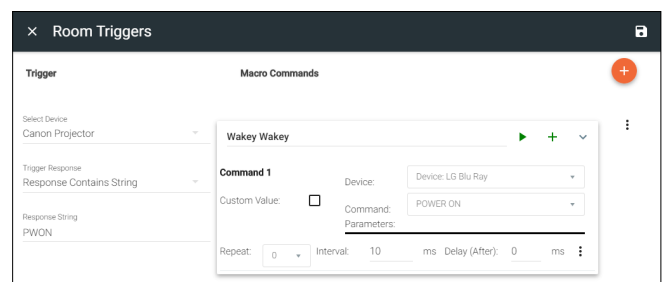 × Room Triggers
Trigger Macro Commands
+
Select Device
Canon Projector
Wakey Wakey
Trigger Response
Response Contains String
Command 1
Device: Device: LG Blu Ray
Custom Value:
Command: POWER ON
Response String
Parameters:
PWON
Repeat: 0 Interval: 10 ms Delay (After): 0 ms